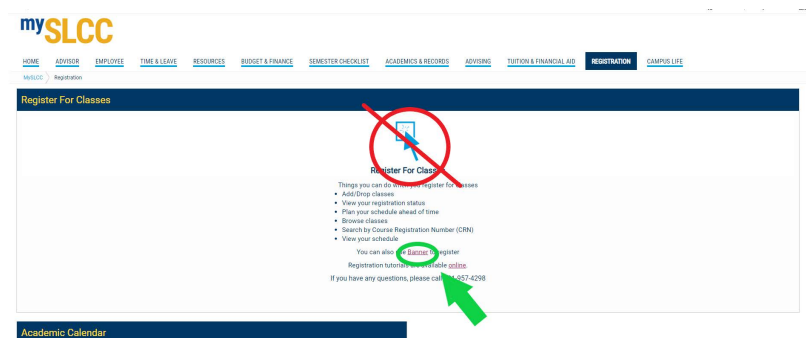 mySLCC
HOME ADVISOR EMPLOYEE TIME & LEAVE RESOURCES BUDGET & FINANCE SEMESTER CHECKLIST ACADEMICS & RECORDS ADVISING TUITION & FINANCIAL AID REGISTRATION CAMPUS LIFE
MySLCC Registration
Register For Classes
Register For Classes
Things you can do when you register for classes
• Add/Drop classes
• View your registration status
• Plan your schedule ahead of time
• Browse classes
• Search by Course Registration Number (CRN)
• View your schedule
You can also use Banner to register
Registration tutorials are available online.
If you have any questions, please call -957-4298
Academic Calendar